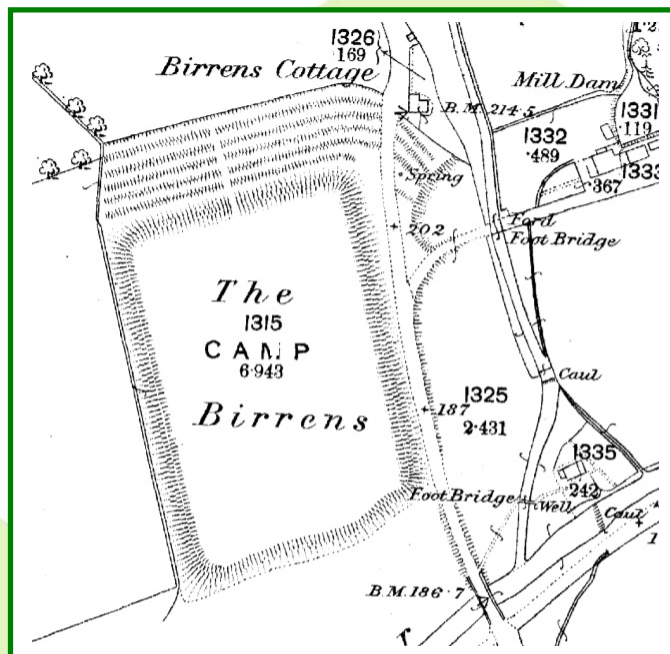 1326
169
Birrens Cottage
B.M. 214·5
Mill Dam
1331
·119
1332
·489
1333
·367
Spring
+ 202
Ford
Foot Bridge
The
1315
CAMP
6·943
Birrens
+ 187
1325
2·431
Caul
1335
·242
Foot Bridge
Well
Caul
B.M. 186·7
r